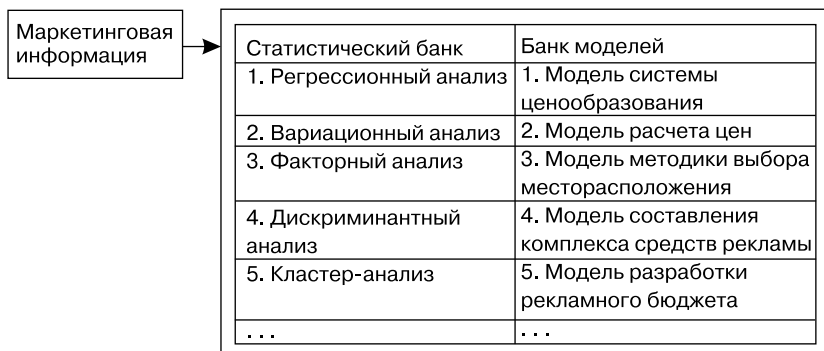 Маркетинговая
информация
Статистический банк
Банк моделей
1. Регрессионный анализ
1. Модель системы
ценообразования
2. Вариационный анализ
2. Модель расчета цен
3. Факторный анализ
3. Модель методики выбора
месторасположения
4. Дискриминантный
анализ
4. Модель составления
комплекса средств рекламы
5. Кластер-анализ
5. Модель разработки
рекламного бюджета
. . .
. . .